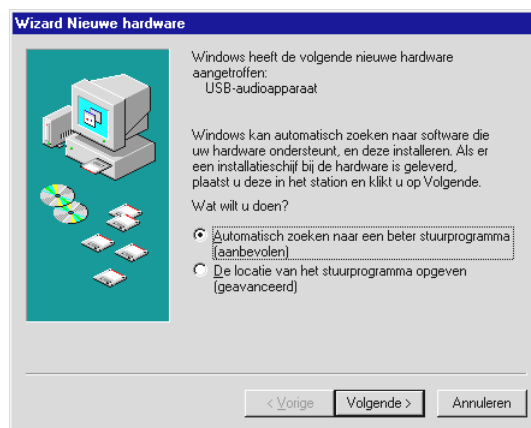 Wizard Nieuwe hardware
Windows heeft de volgende nieuwe hardware
aangetroffen:
USB-audioapparaat
Windows kan automatisch zoeken naar software die
uw hardware ondersteunt, en deze installeren. Als er
een installatieschijf bij de hardware is geleverd,
plaatst u deze in het station en klikt u op Volgende.
Wat wilt u doen?
Automatisch zoeken naar een beter stuurprogramma
(aanbevolen)
De locatie van het stuurprogramma opgeven
(geavanceerd)
< Vorige
Volgende >
Annuleren